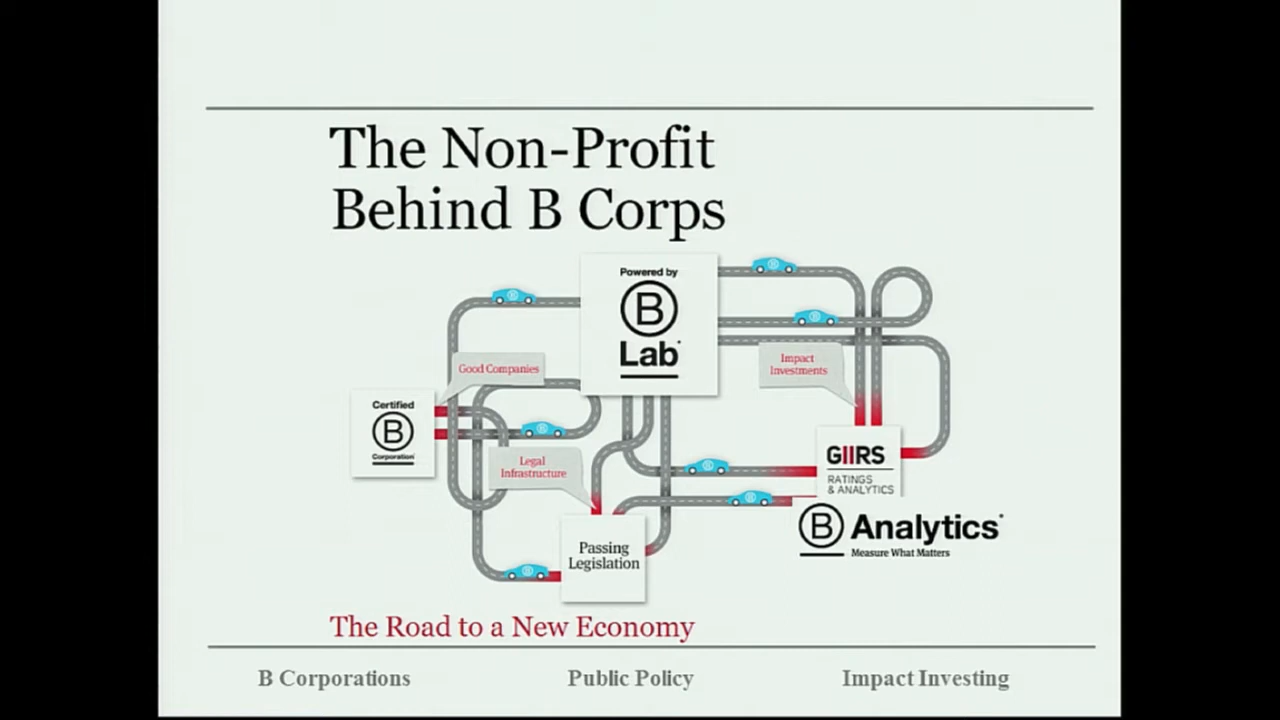 The Non-Profit
Behind B Corps
Powered by
B
Lab
Good Companies
Impact
Investments
Certified
B
Corporation
Legal
Infrastructure
GIIRS
RATINGS
& ANALYTICS
B Analytics
Measure What Matters
Passing
Legislation
The Road to a New Economy
B Corporations
Public Policy
Impact Investing